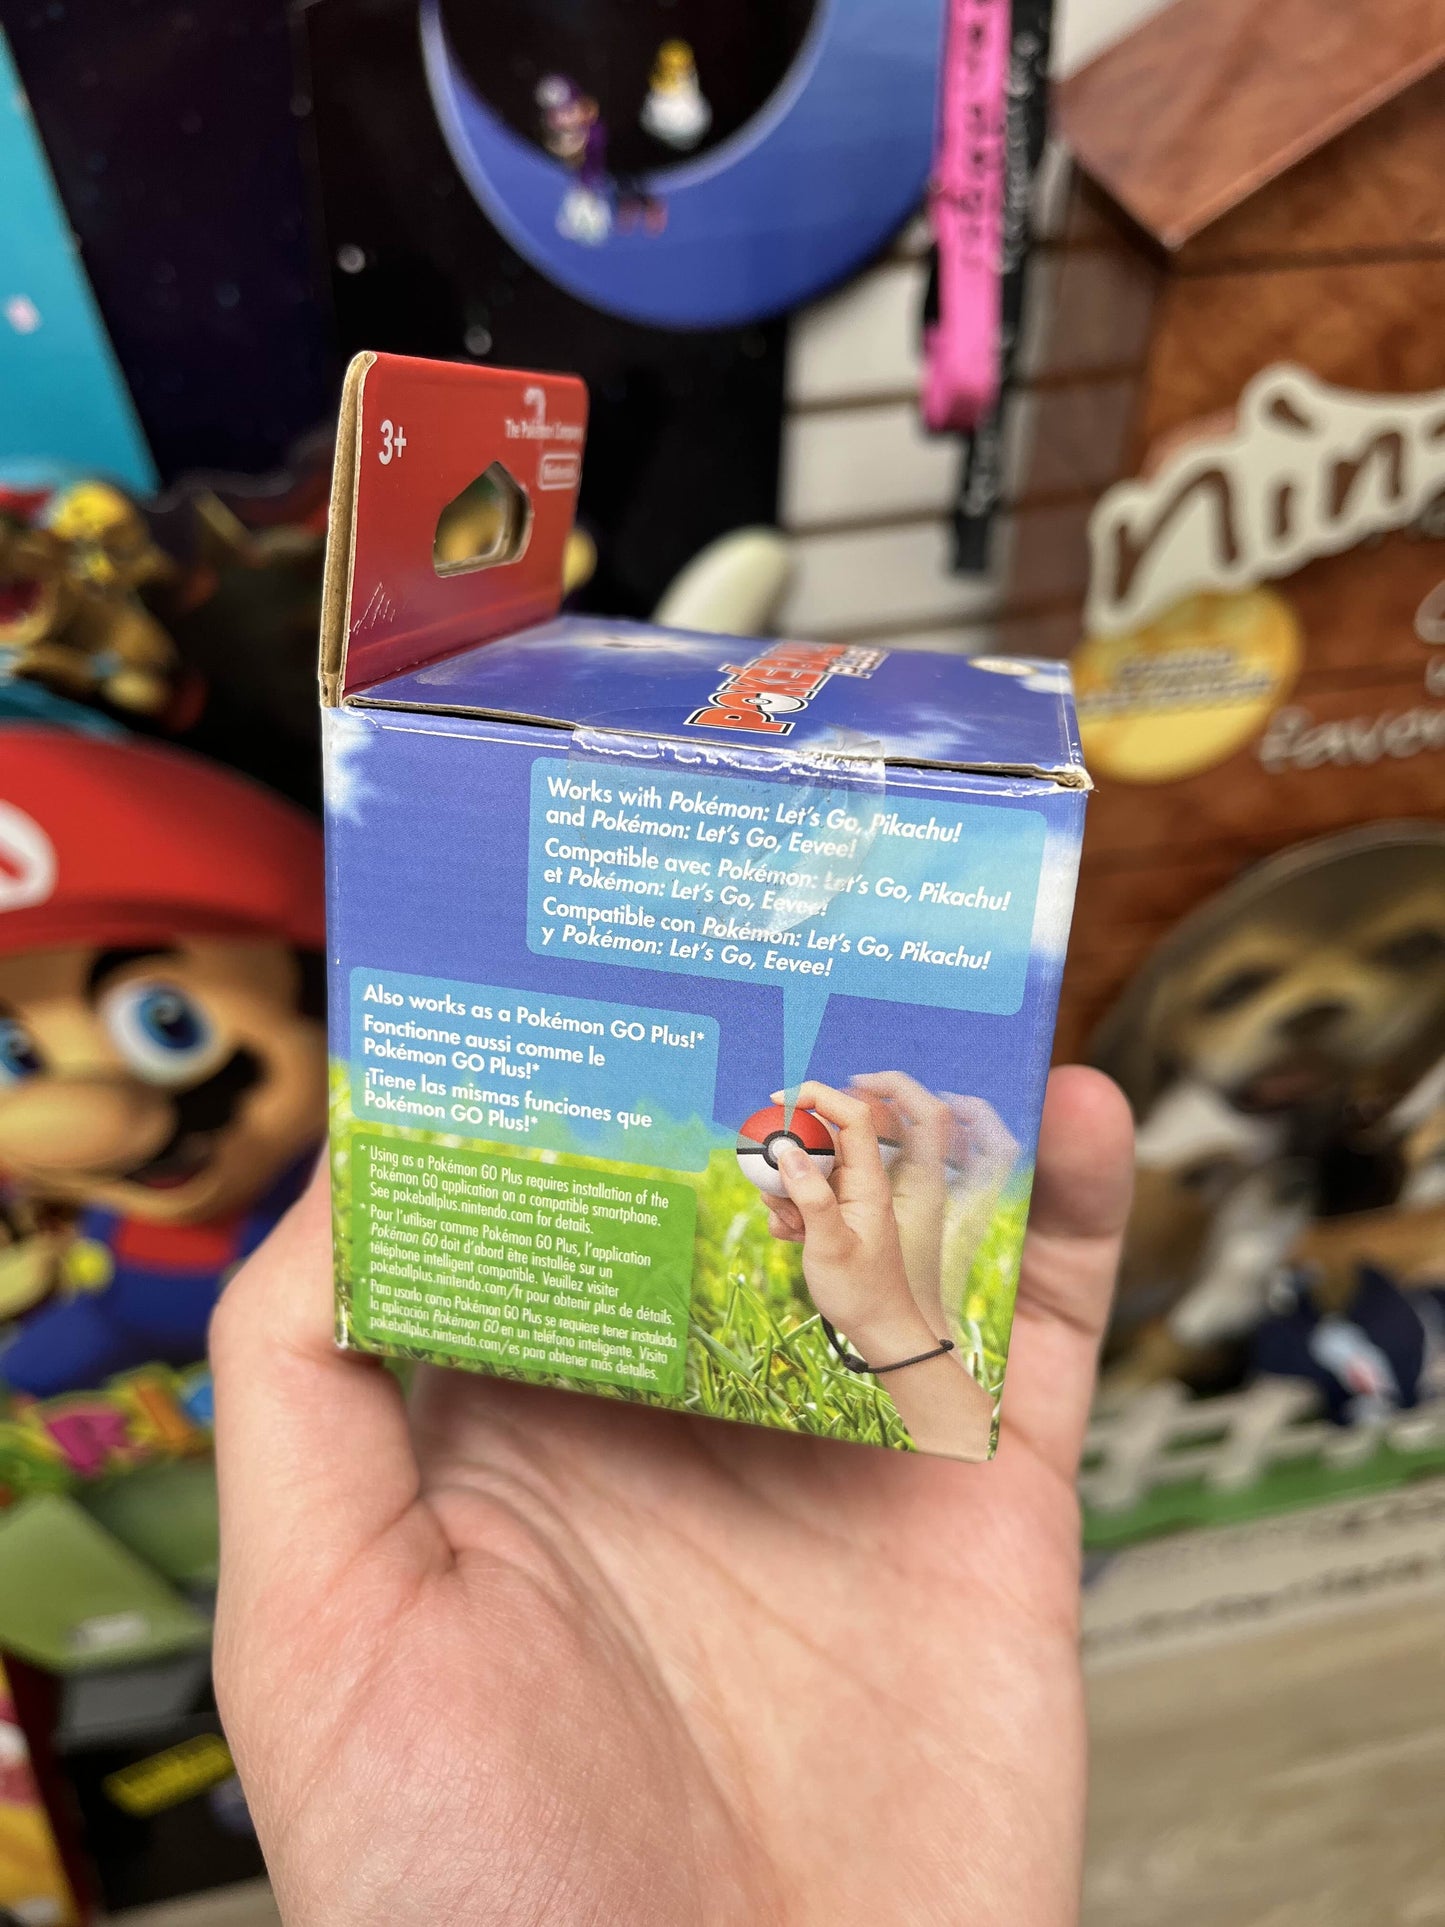 3+
The Pokémon Company
Nintendo
POKÉMON
Works with Pokémon: Let's Go, Pikachu!
and Pokémon: Let's Go, Eevee!
Compatible avec Pokémon: Let's Go, Pikachu!
et Pokémon: Let's Go, Eevee!
Compatible con Pokémon: Let's Go, Pikachu!
y Pokémon: Let's Go, Eevee!
Also works as a Pokémon GO Plus!*
Fonctionne aussi comme le
Pokémon GO Plus!*
¡Tiene las mismas funciones que
Pokémon GO Plus!*
* Using as a Pokémon GO Plus requires installation of the
Pokémon GO application on a compatible smartphone.
See pokeballplus.nintendo.com for details.
* Pour l'utiliser comme Pokémon GO Plus, l'application
Pokémon GO doit d'abord être installée sur un
téléphone intelligent compatible. Veuillez visiter
pokeballplus.nintendo.com/fr pour obtenir plus de détails.
* Para usarlo como Pokémon GO Plus se requiere tener instalada
la aplicación Pokémon GO en un teléfono inteligente. Visita
pokeballplus.nintendo.com/es para obtener más detalles.